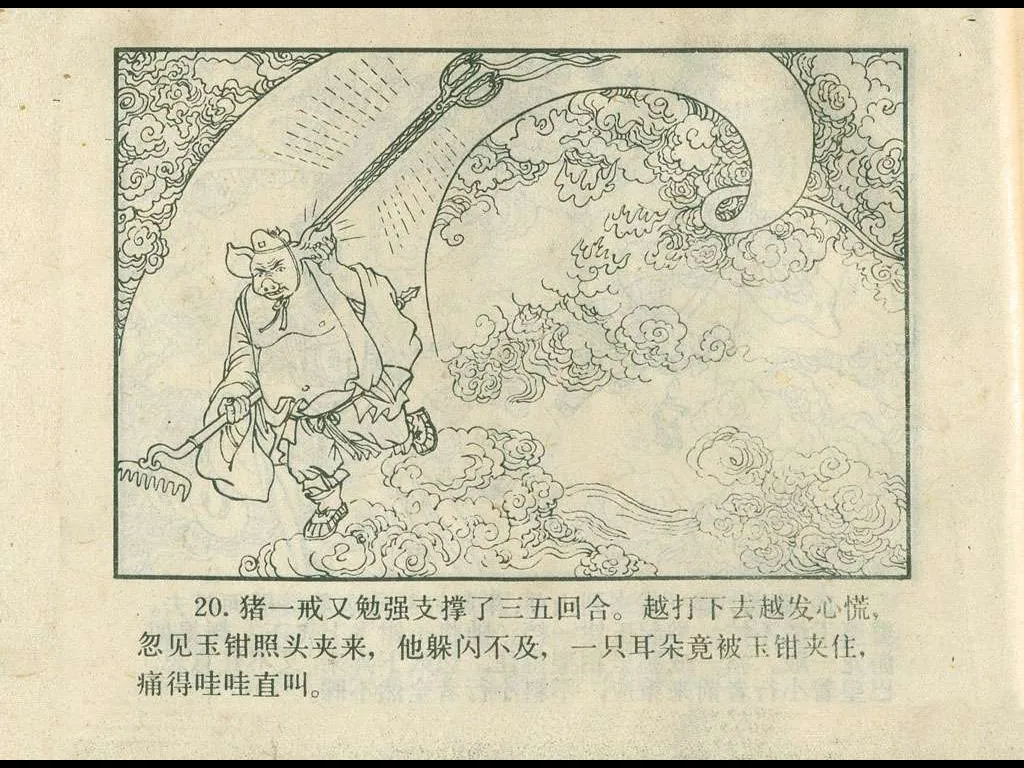 20. 猪一戒又勉强支撑了三五回合。越打下去越发心慌，
忽见玉钳照头夹来，他躲闪不及，一只耳朵竟被玉钳夹住，
痛得哇哇直叫。